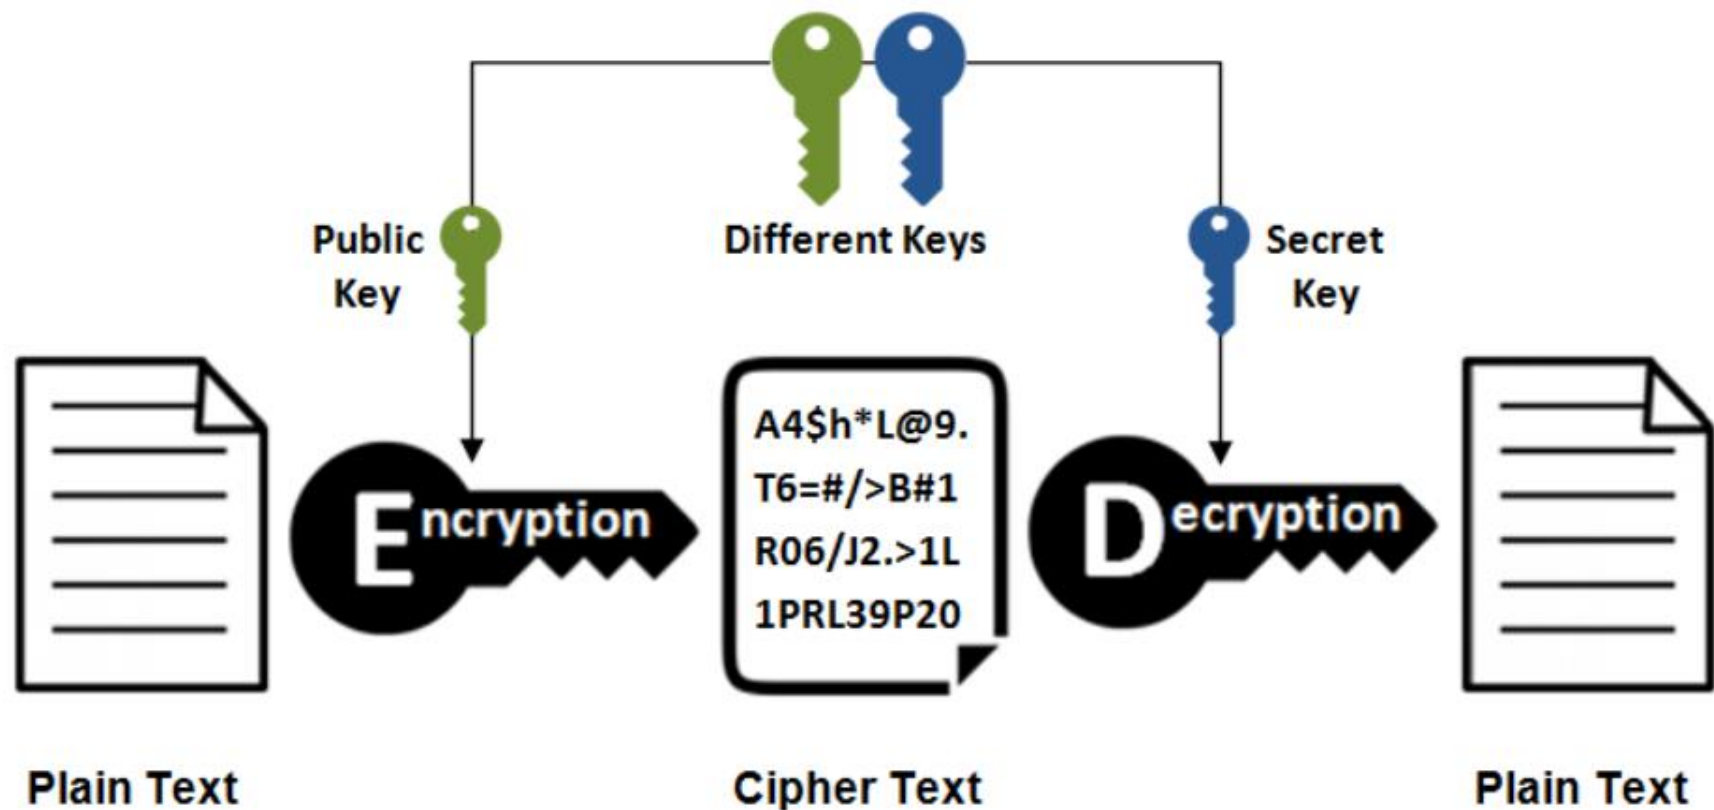 Public
Key
Different Keys
Secret
Key
Encryption
A4$h*L@9.
T6=#/>B#1
R06/J2.>1L
1PRL39P20
Decryption
Plain Text
Cipher Text
Plain Text